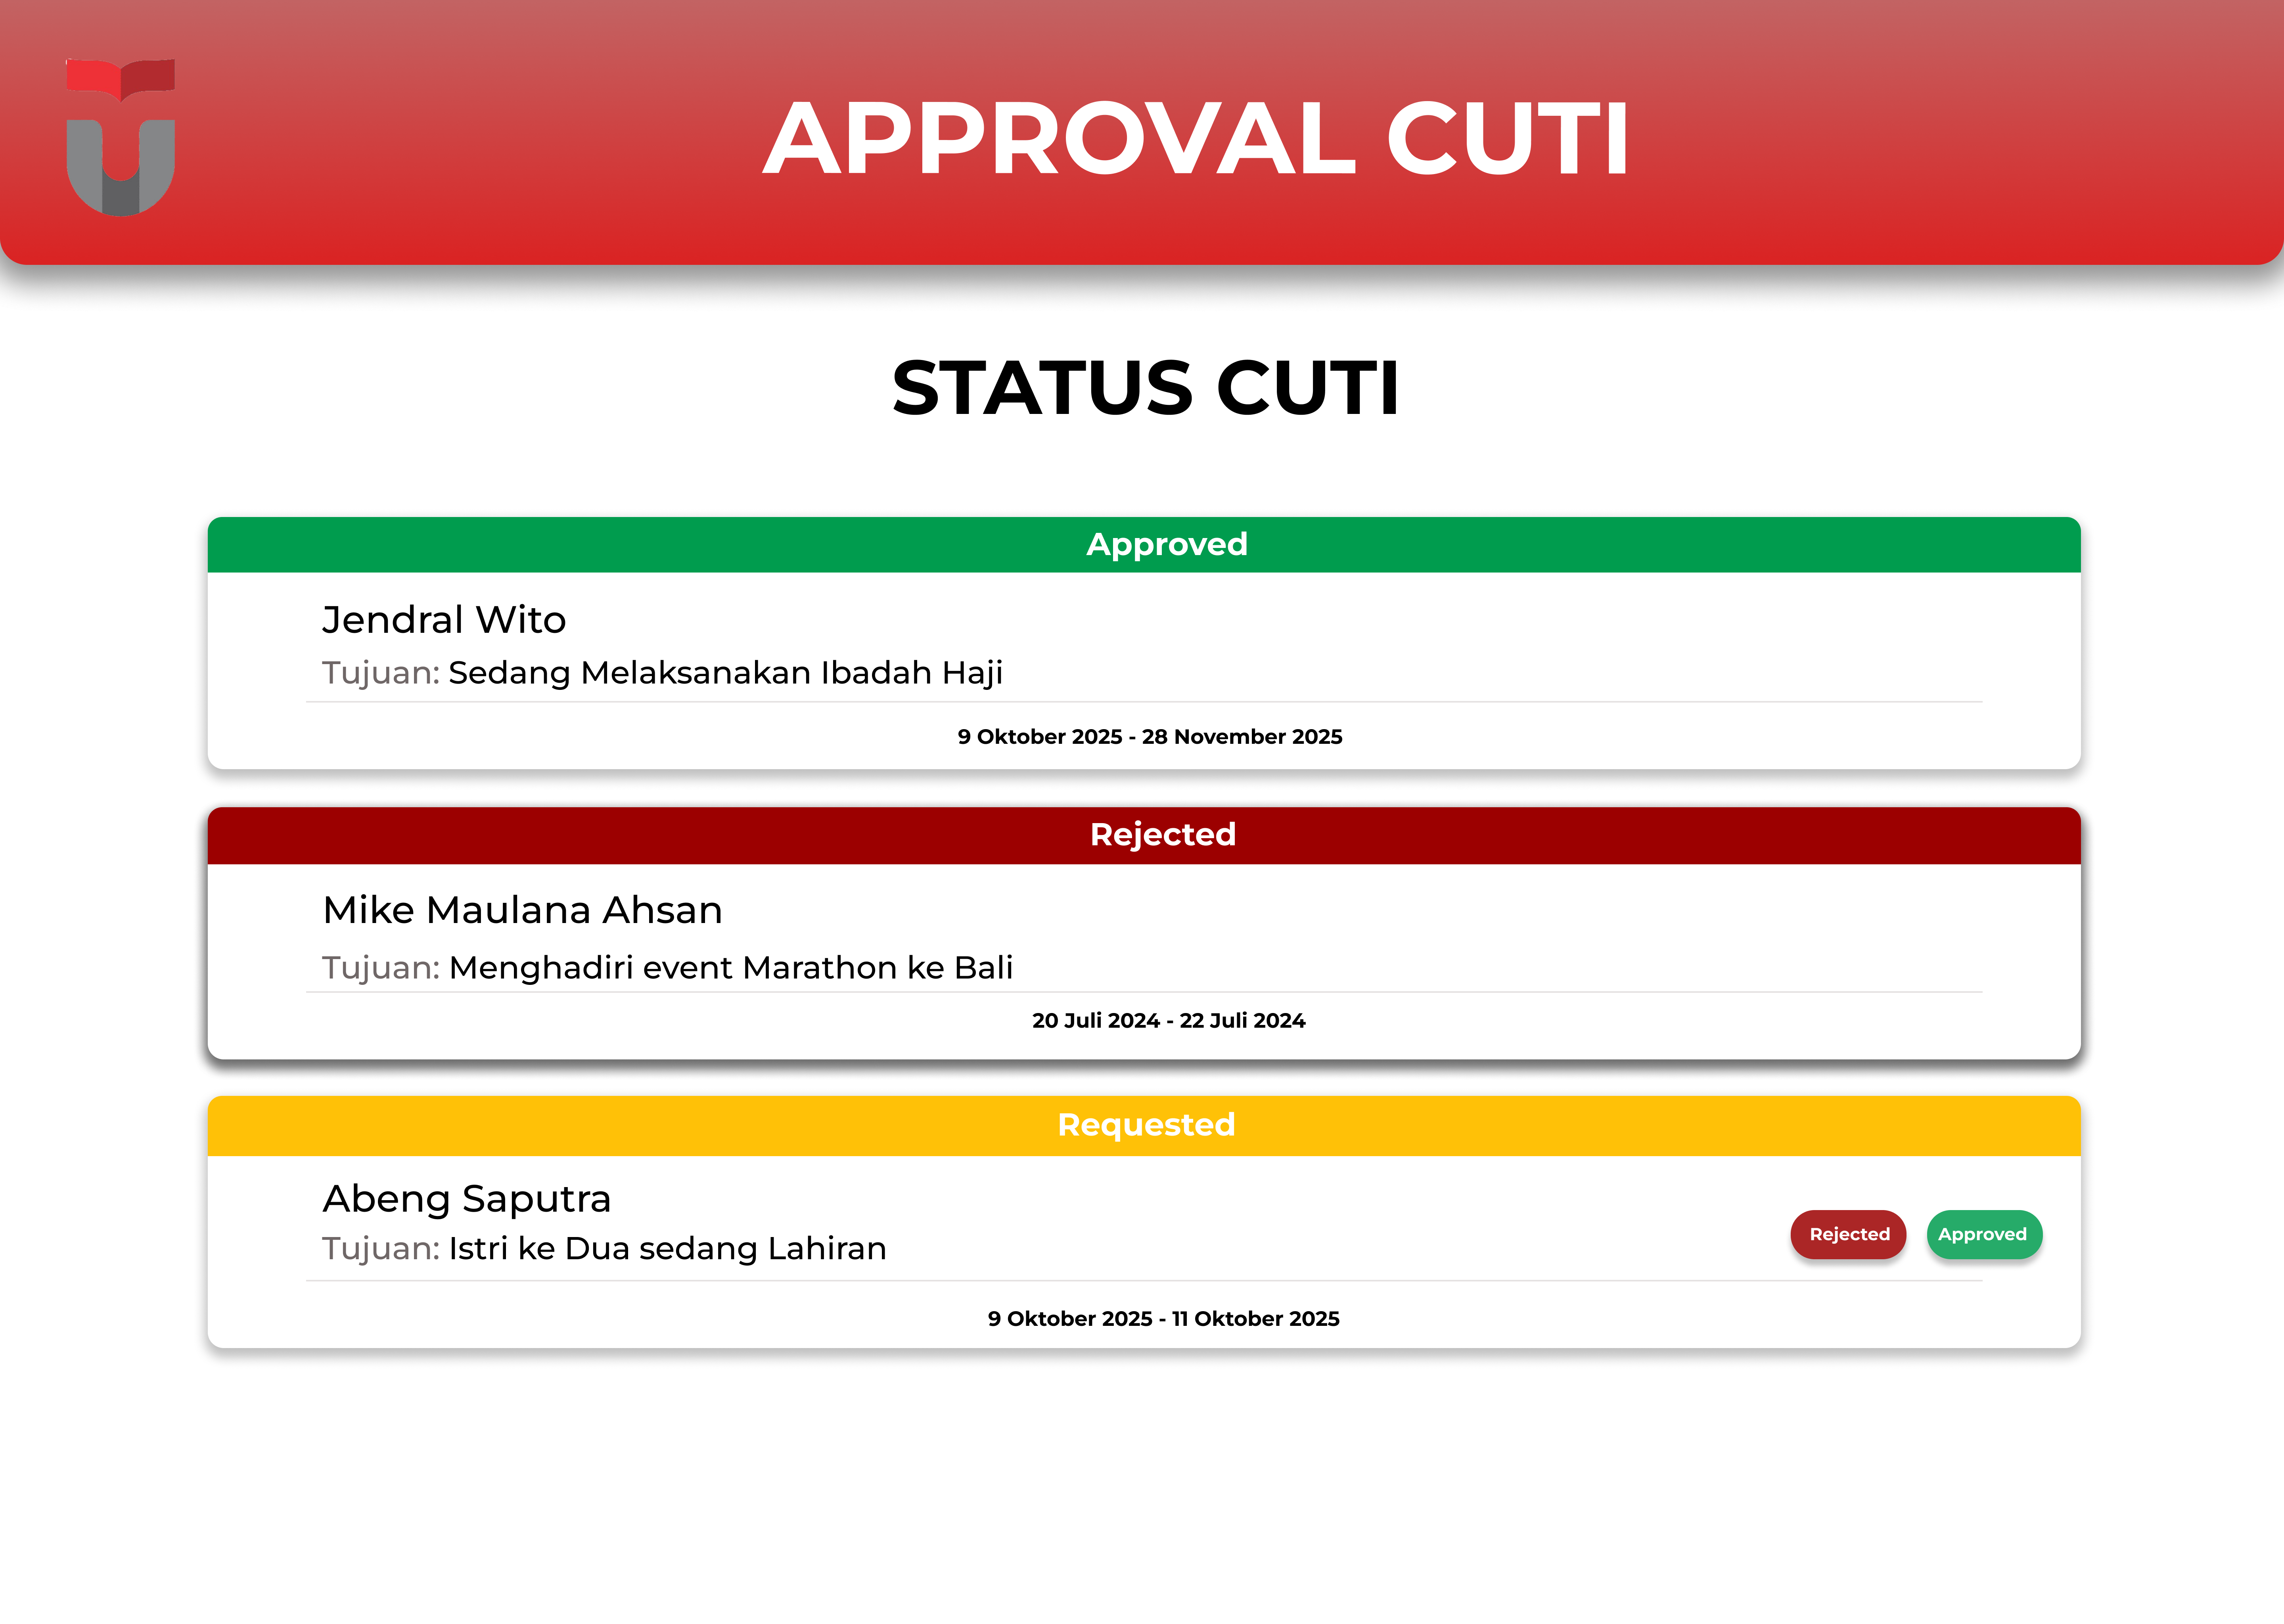 APPROVAL CUTI
STATUS CUTI
Approved
Jendral Wito
Tujuan: Sedang Melaksanakan Ibadah Haji
9 Oktober 2025 - 28 November 2025
Rejected
Mike Maulana Ahsan
Tujuan: Menghadiri event Marathon ke Bali
20 Juli 2024 - 22 Juli 2024
Requested
Abeng Saputra
Rejected Approved
Tujuan: Istri ke Dua sedang Lahiran
9 Oktober 2025 - 11 Oktober 2025